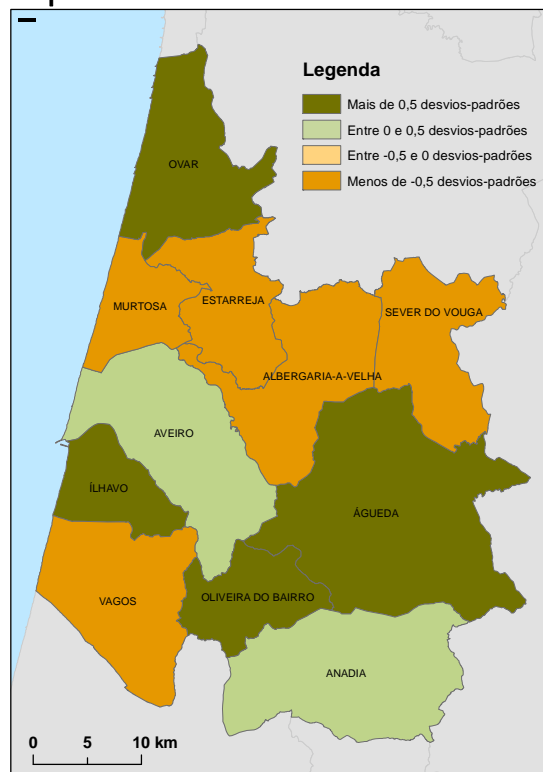 Legenda
Mais de 0,5 desvios-padrões
Entre 0 e 0,5 desvios-padrões
Entre -0,5 e 0 desvios-padrões
Menos de -0,5 desvios-padrões
OVAR
MURTOSA
ESTARREJA
SEVER DO VOUGA
ALBERGARIA-A-VELHA
AVEIRO
ÍLHAVO
ÁGUEDA
VAGOS
OLIVEIRA DO BAIRRO
ANADIA
0 5 10 km